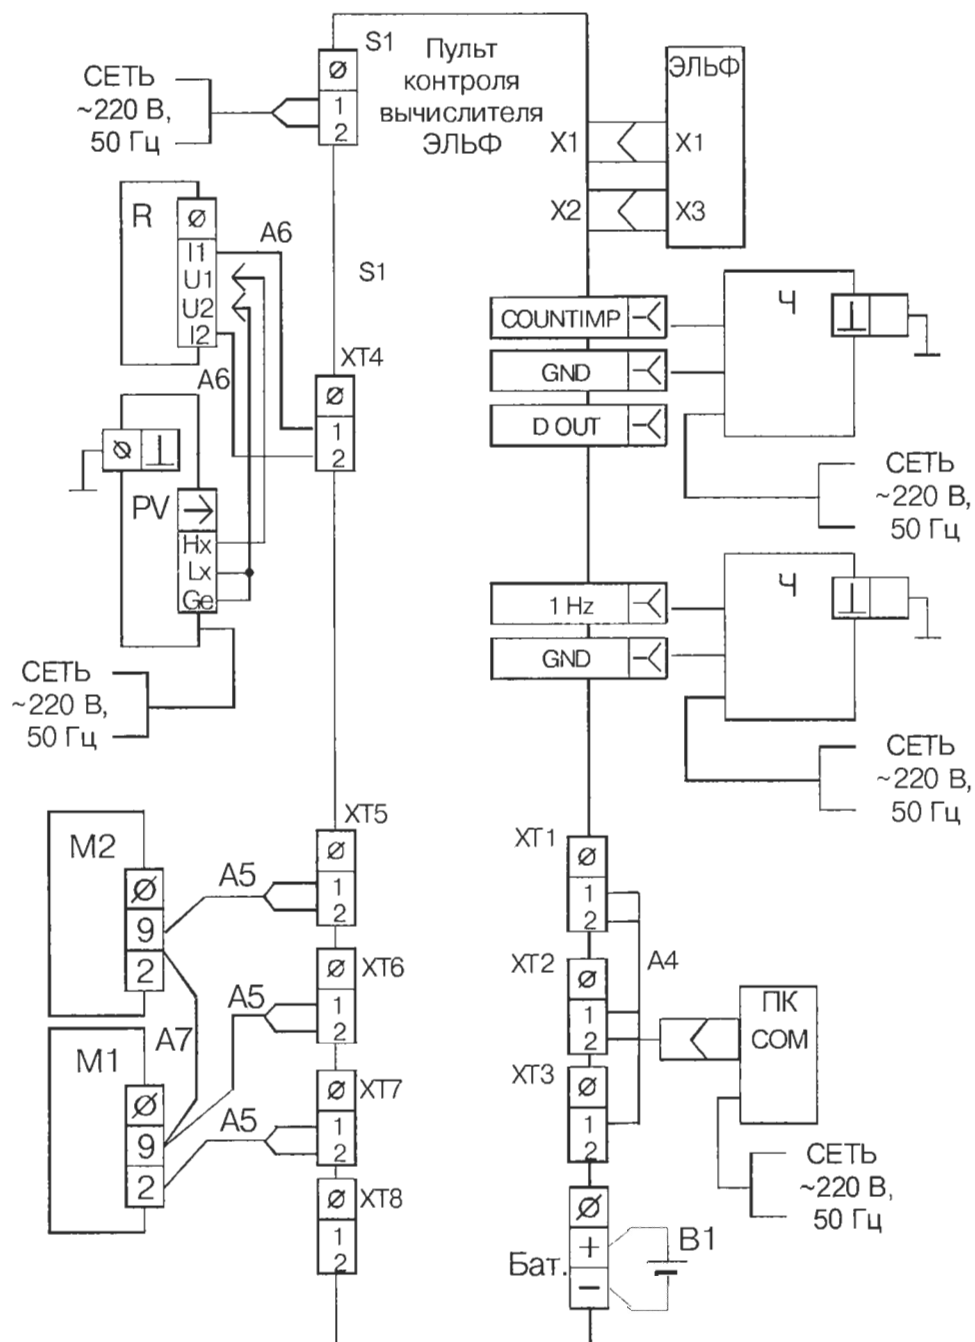 S1
Пульт
контроля
вычислителя
ЭЛЬФ
СЕТЬ
~220 В,
50 Гц
Ø
1
2
ЭЛЬФ
X1
X1
X2
X3
R
Ø
I1
U1
U2
I2
A6
A6
S1
XT4
Ø
1
2
COUNTIMP
GND
D OUT
Ч
СЕТЬ
~220 В,
50 Гц
Ø
PV
Hx
Lx
Ge
СЕТЬ
~220 В,
50 Гц
1 Hz
GND
Ч
СЕТЬ
~220 В,
50 Гц
M2
Ø
9
2
A5
XT5
Ø
1
2
A7
M1
Ø
9
2
A5
XT6
Ø
1
2
A5
XT7
Ø
1
2
XT8
Ø
1
2
XT1
Ø
1
2
XT2
Ø
1
2
A4
XT3
Ø
1
2
ПК
COM
СЕТЬ
~220 В,
50 Гц
Ø
Бат.
+
−
B1